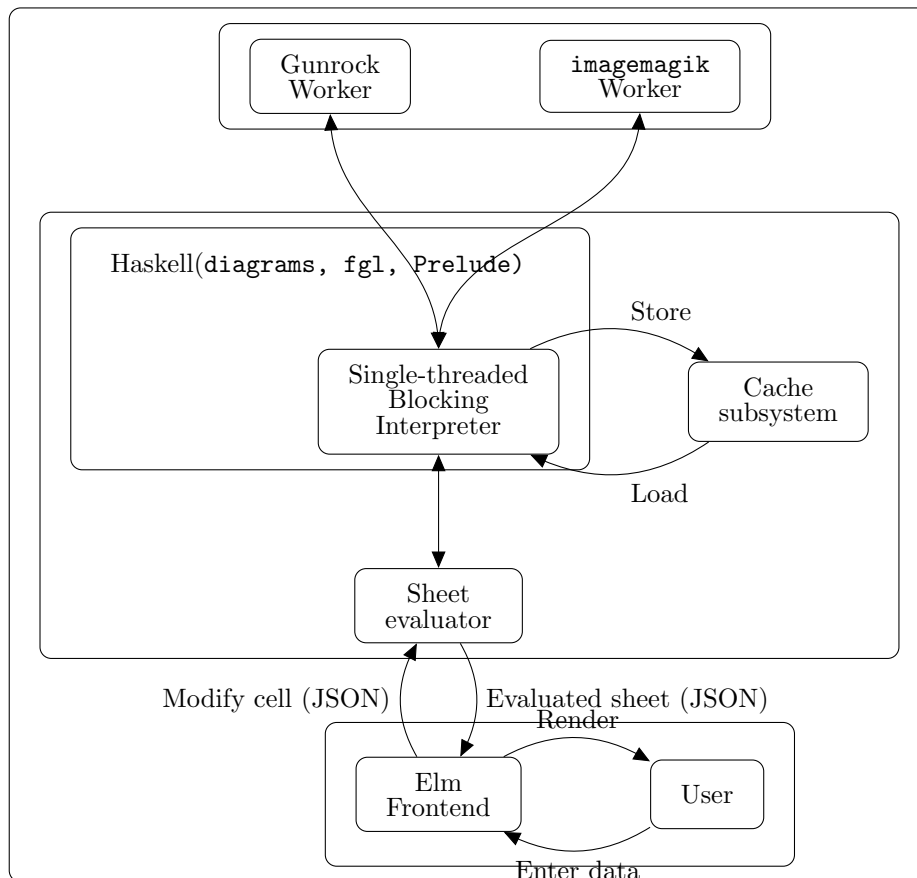 Gunrock
Worker
imagemagik
Worker
Haskell(diagrams, fgl, Prelude)
Store
Single-threaded
Blocking
Interpreter
Cache
subsystem
Load
Sheet
evaluator
Modify cell (JSON)
Evaluated sheet (JSON)
Render
Elm
Frontend
User
Enter data